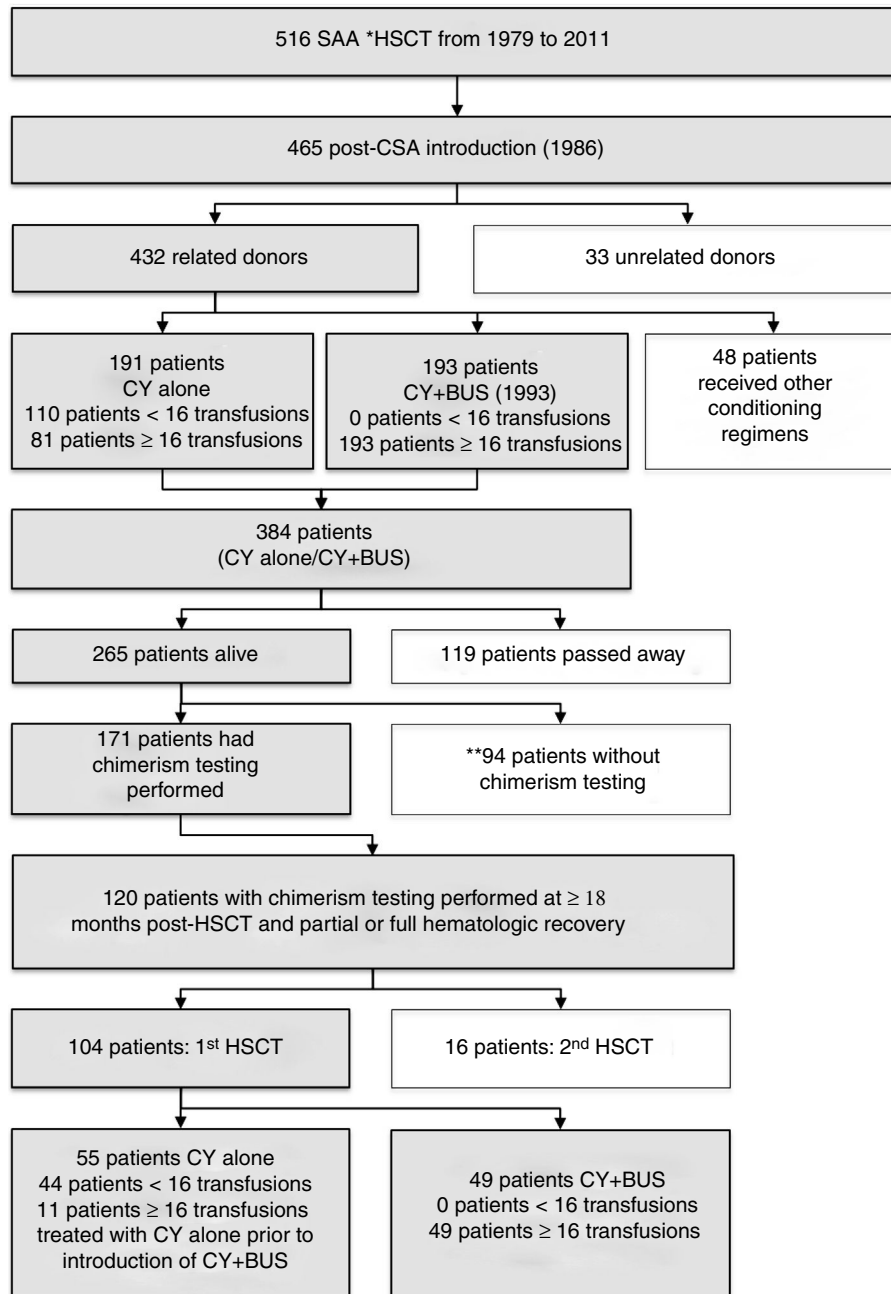 516 SAA *HSCT from 1979 to 2011
465 post-CSA introduction (1986)
432 related donors
33 unrelated donors
191 patients
CY alone
110 patients < 16 transfusions
81 patients ≥ 16 transfusions
193 patients
CY+BUS (1993)
0 patients < 16 transfusions
193 patients ≥ 16 transfusions
48 patients
received other
conditioning
regimens
384 patients
(CY alone/CY+BUS)
265 patients alive
119 patients passed away
171 patients had
chimerism testing
performed
**94 patients without
chimerism testing
120 patients with chimerism testing performed at ≥ 18
months post-HSCT and partial or full hematologic recovery
104 patients: 1st HSCT
16 patients: 2nd HSCT
55 patients CY alone
44 patients < 16 transfusions
11 patients ≥ 16 transfusions
treated with CY alone prior to
introduction of CY+BUS
49 patients CY+BUS
0 patients < 16 transfusions
49 patients ≥ 16 transfusions